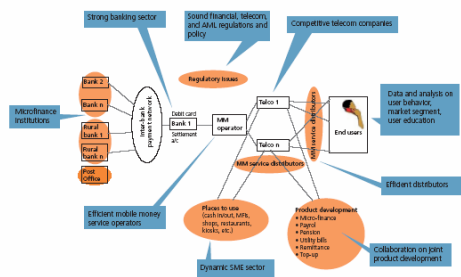 Strong banking sector
Sound financial, telecom,
and AML regulations and
policy
Competitive telecom companies
Regulatory issues
Microfinance
institutions
Bank 2
Bank n
Rural
bank 1
Rural
bank n
Post
Office
Inter-bank
payment network
Debit card
Bank 1
Settlement
a/c
MM
operator
Telco 1
Telco n
MM service distributors
MM service distributors
End users
Data and analysis on
user behavior,
market segment,
user education
Efficient distributors
Efficient mobile money
service operators
Places to use
(cash in/out, MFIs,
shops, restaurants,
kiosks, etc.)
Dynamic SME sector
Product development
• Micro-finance
• Payrol
• Pension
• Utility bills
• Remittance
• Top-up
Collaboration on joint
product development